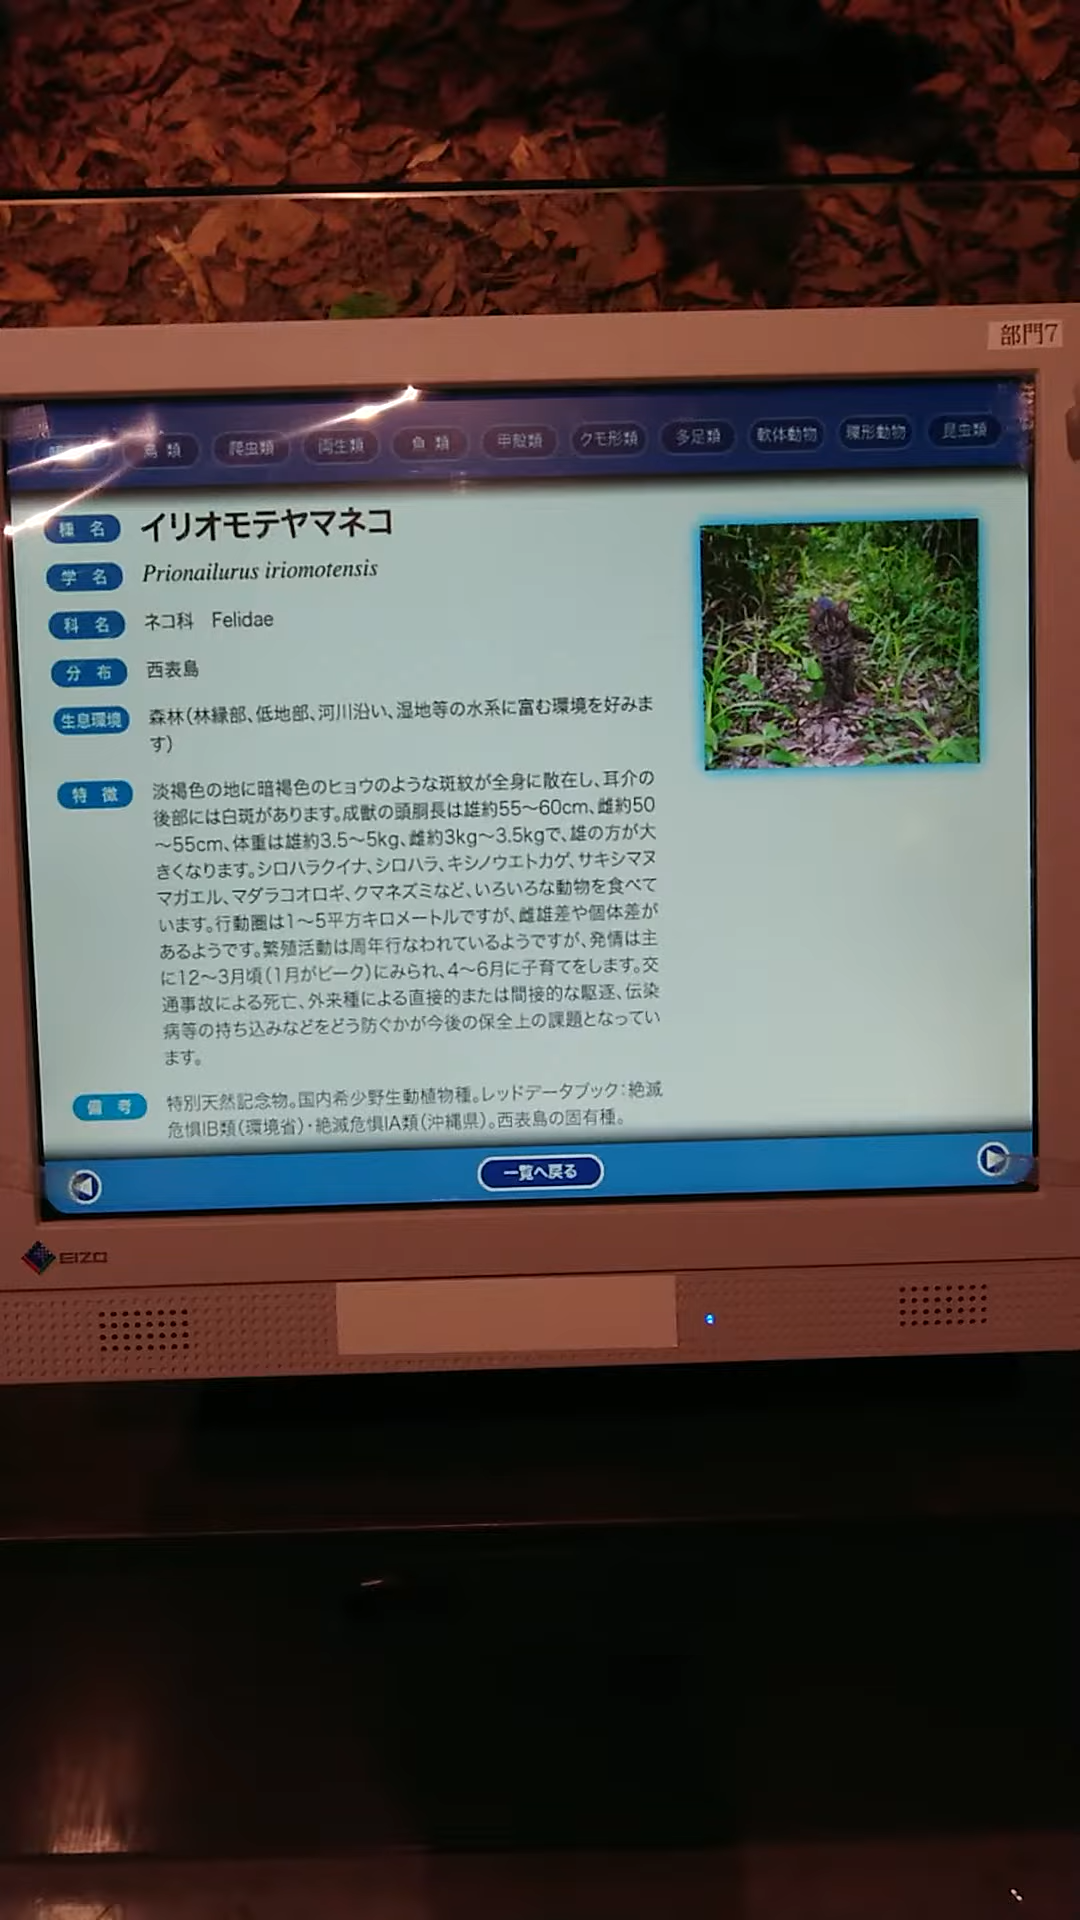 部門7
鳥 類
爬虫類
両生類
魚 類
甲殻類
クモ形類
多足類
軟体動物
環形動物
昆虫類
種 名
イリオモテヤマネコ
学 名
Prionailurus iriomotensis
科 名
ネコ科 Felidae
分 布
西表島
生息環境
森林(林縁部、低地部、河川沿い、湿地等の水系に富む環境を好みま
す)
特 徴
淡褐色の地に暗褐色のヒョウのような斑紋が全身に散在し、耳介の
後部には白斑があります。成獣の頭胴長は雄約55〜60cm、雌約50
〜55cm、体重は雄約3.5〜5kg、雌約3kg〜3.5kgで、雄の方が大
きくなります。シロハラクイナ、シロハラ、キシノウエトカゲ、サキシマヌ
マガエル、マダラコオロギ、クマネズミなど、いろいろな動物を食べて
います。行動圏は1〜5平方キロメートルですが、雌雄差や個体差が
あるようです。繁殖活動は周年行なわれているようですが、発情は主
に12〜3月頃(1月がピーク)にみられ、4〜6月に子育てをします。交
通事故による死亡、外来種による直接的または間接的な駆逐、伝染
病等の持ち込みなどをどう防ぐかが今後の保全上の課題となってい
ます。
備 考
特別天然記念物。国内希少野生動植物種。レッドデータブック:絶滅
危惧IB類(環境省)・絶滅危惧IA類(沖縄県)。西表島の固有種。
一覧へ戻る
EIZO